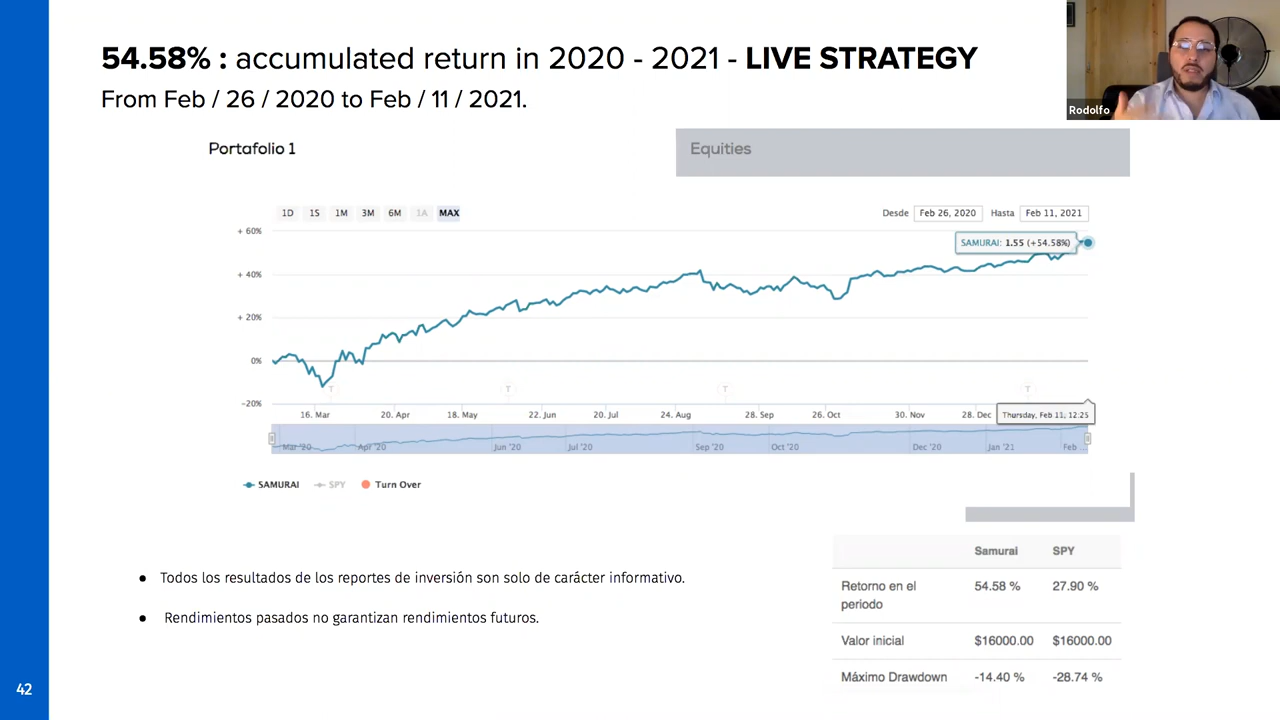 54.58% : accumulated return in 2020 - 2021 - LIVE STRATEGY
From Feb / 26 / 2020 to Feb / 11 / 2021.
Rodolfo
Portafolio 1
Equities
1D 1S 1M 3M 6M 1A MAX
Desde Feb 26, 2020 Hasta Feb 11, 2021
+ 60%
SAMURAI: 1.55 (+54.58%)
+ 40%
+ 20%
0%
T T T T
-20%
16. Mar 20. Apr 18. May 22. Jun 20. Jul 24. Aug 28. Sep 26. Oct 30. Nov 28. Dec Thursday, Feb 11, 12:25
Mar '20 Apr '20 Jun '20 Jul '20 Sep '20 Oct '20 Dec '20 Jan '21 Feb
SAMURAI SPY Turn Over
• Todos los resultados de los reportes de inversión son solo de carácter informativo.
• Rendimientos pasados no garantizan rendimientos futuros.
Samurai SPY
Retorno en el 54.58 % 27.90 %
periodo
Valor inicial $16000.00 $16000.00
Máximo Drawdown -14.40 % -28.74 %
42